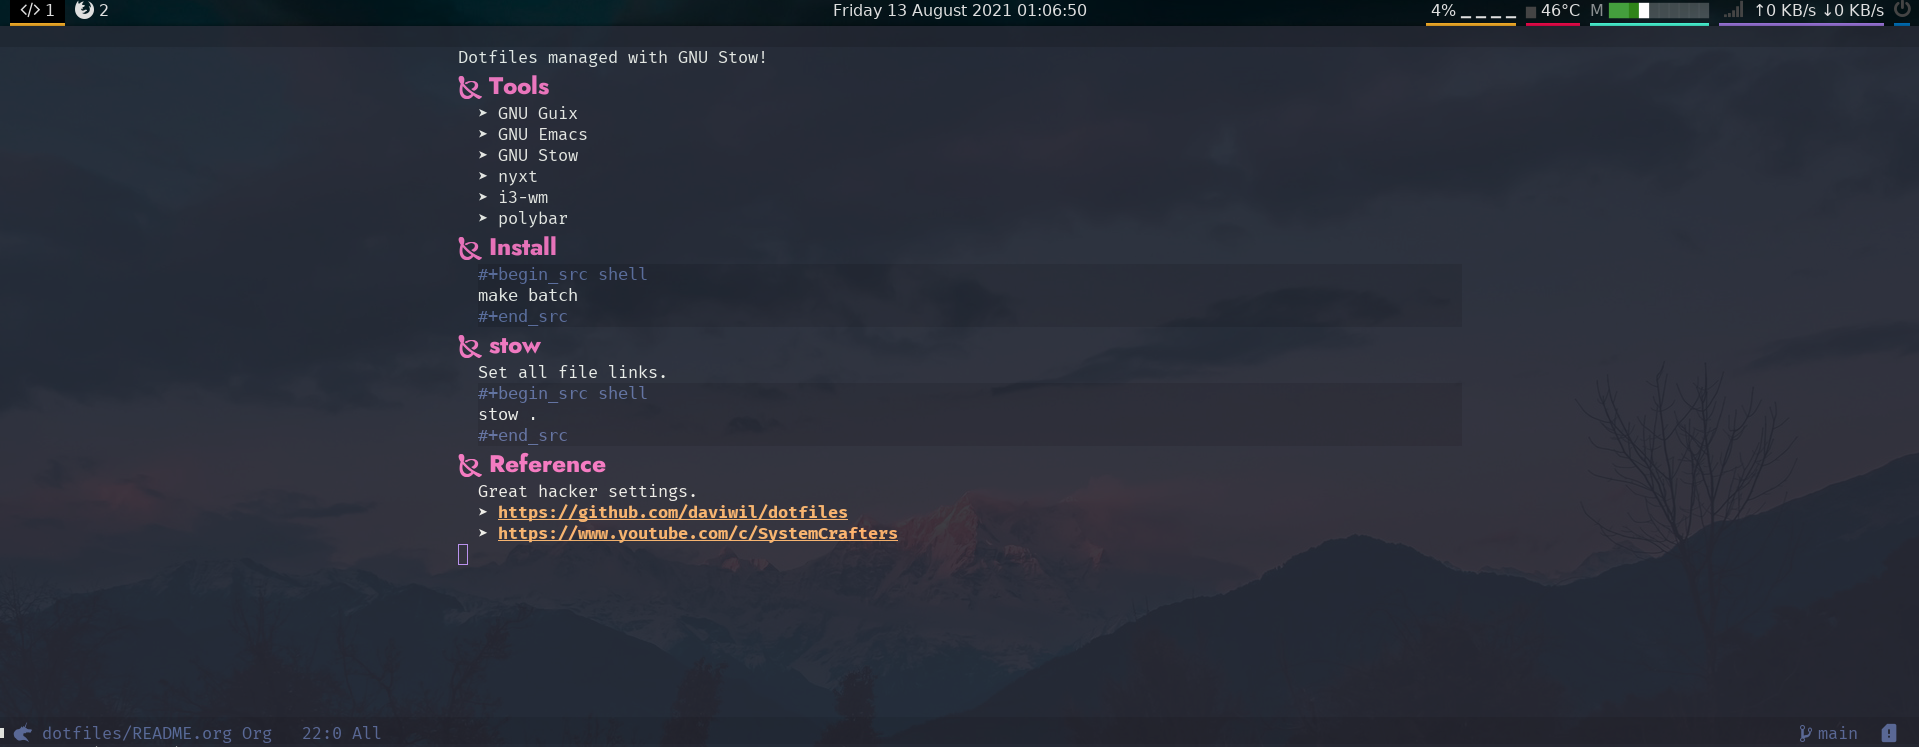 </> 1 2 Friday 13 August 2021 01:06:50 4% 46°C M ↑0 KB/s ↓0 KB/s
Dotfiles managed with GNU Stow!
Tools
➤ GNU Guix
➤ GNU Emacs
➤ GNU Stow
➤ nyxt
➤ i3-wm
➤ polybar
Install
#+begin_src shell
make batch
#+end_src
stow
Set all file links.
#+begin_src shell
stow .
#+end_src
Reference
Great hacker settings.
➤ https://github.com/daviwil/dotfiles
➤ https://www.youtube.com/c/SystemCrafters
dotfiles/README.org Org 22:0 All main